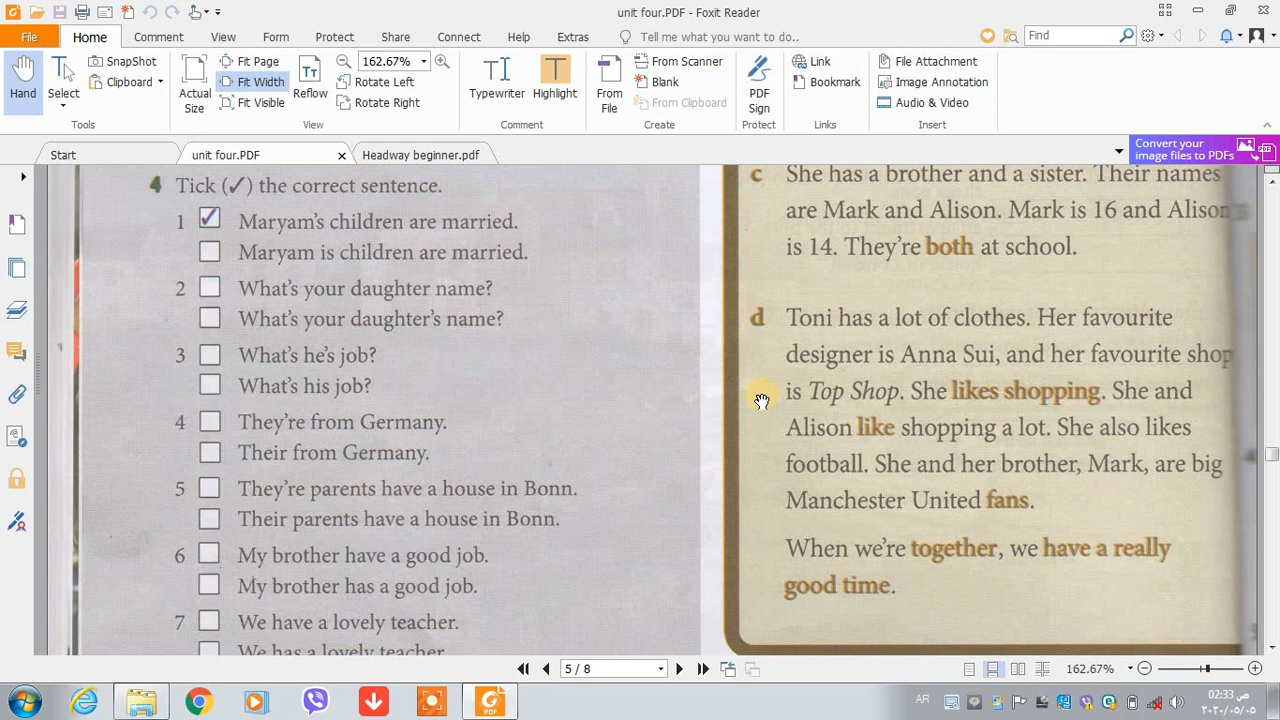 unit four.PDF - Foxit Reader
File Home Comment View Form Protect Share Connect Help Extras Tell me what you want to do.. Find
Hand
Select
SnapShot
Clipboard
Tools
Actual Size
Fit Page
Fit Width
Fit Visible
Reflow
162.67%
Rotate Left
Rotate Right
View
Typewriter
Highlight
Comment
From File
From Scanner
Blank
From Clipboard
Create
PDF Sign
Protect
Link
Bookmark
Links
File Attachment
Image Annotation
Audio & Video
Insert
Start unit four.PDF Headway beginner.pdf
Convert your
image files to PDFs
4 Tick (✓) the correct sentence.
1 Maryam's children are married.
Maryam is children are married.
2 What's your daughter name?
What's your daughter's name?
3 What's he's job?
What's his job?
4 They're from Germany.
Their from Germany.
5 They're parents have a house in Bonn.
Their parents have a house in Bonn.
6 My brother have a good job.
My brother has a good job.
7 We have a lovely teacher.
We has a lovely teacher.
c She has a brother and a sister. Their names
are Mark and Alison. Mark is 16 and Alison
is 14. They're both at school.
d Toni has a lot of clothes. Her favourite
designer is Anna Sui, and her favourite shop
is Top Shop. She likes shopping. She and
Alison like shopping a lot. She also likes
football. She and her brother, Mark, are big
Manchester United fans.
When we're together, we have a really
good time.
5 / 8
162.67%
AR
02:33 ص
٢٠٢٠/٠٥/٠٥